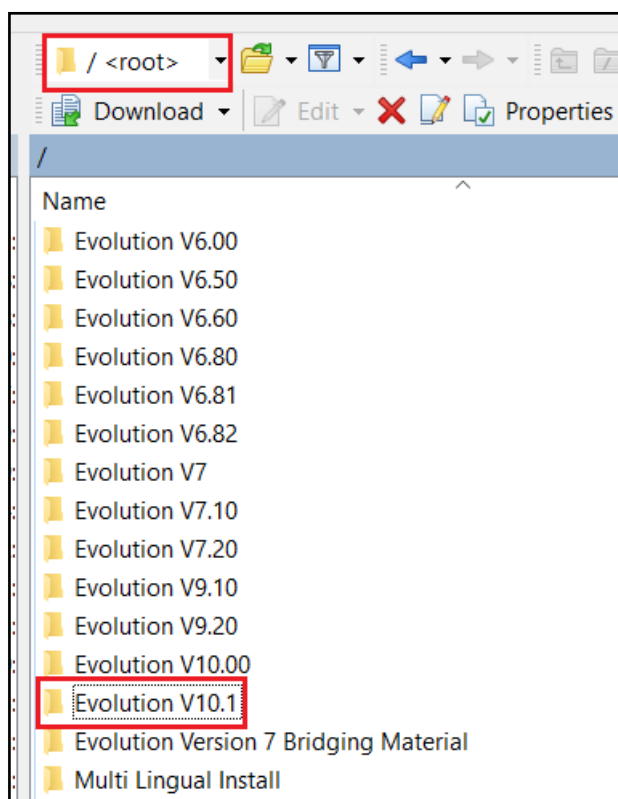 / <root>
Download Edit Properties
/
Name
Evolution V6.00
Evolution V6.50
Evolution V6.60
Evolution V6.80
Evolution V6.81
Evolution V6.82
Evolution V7
Evolution V7.10
Evolution V7.20
Evolution V9.10
Evolution V9.20
Evolution V10.00
Evolution V10.1
Evolution Version 7 Bridging Material
Multi Lingual Install